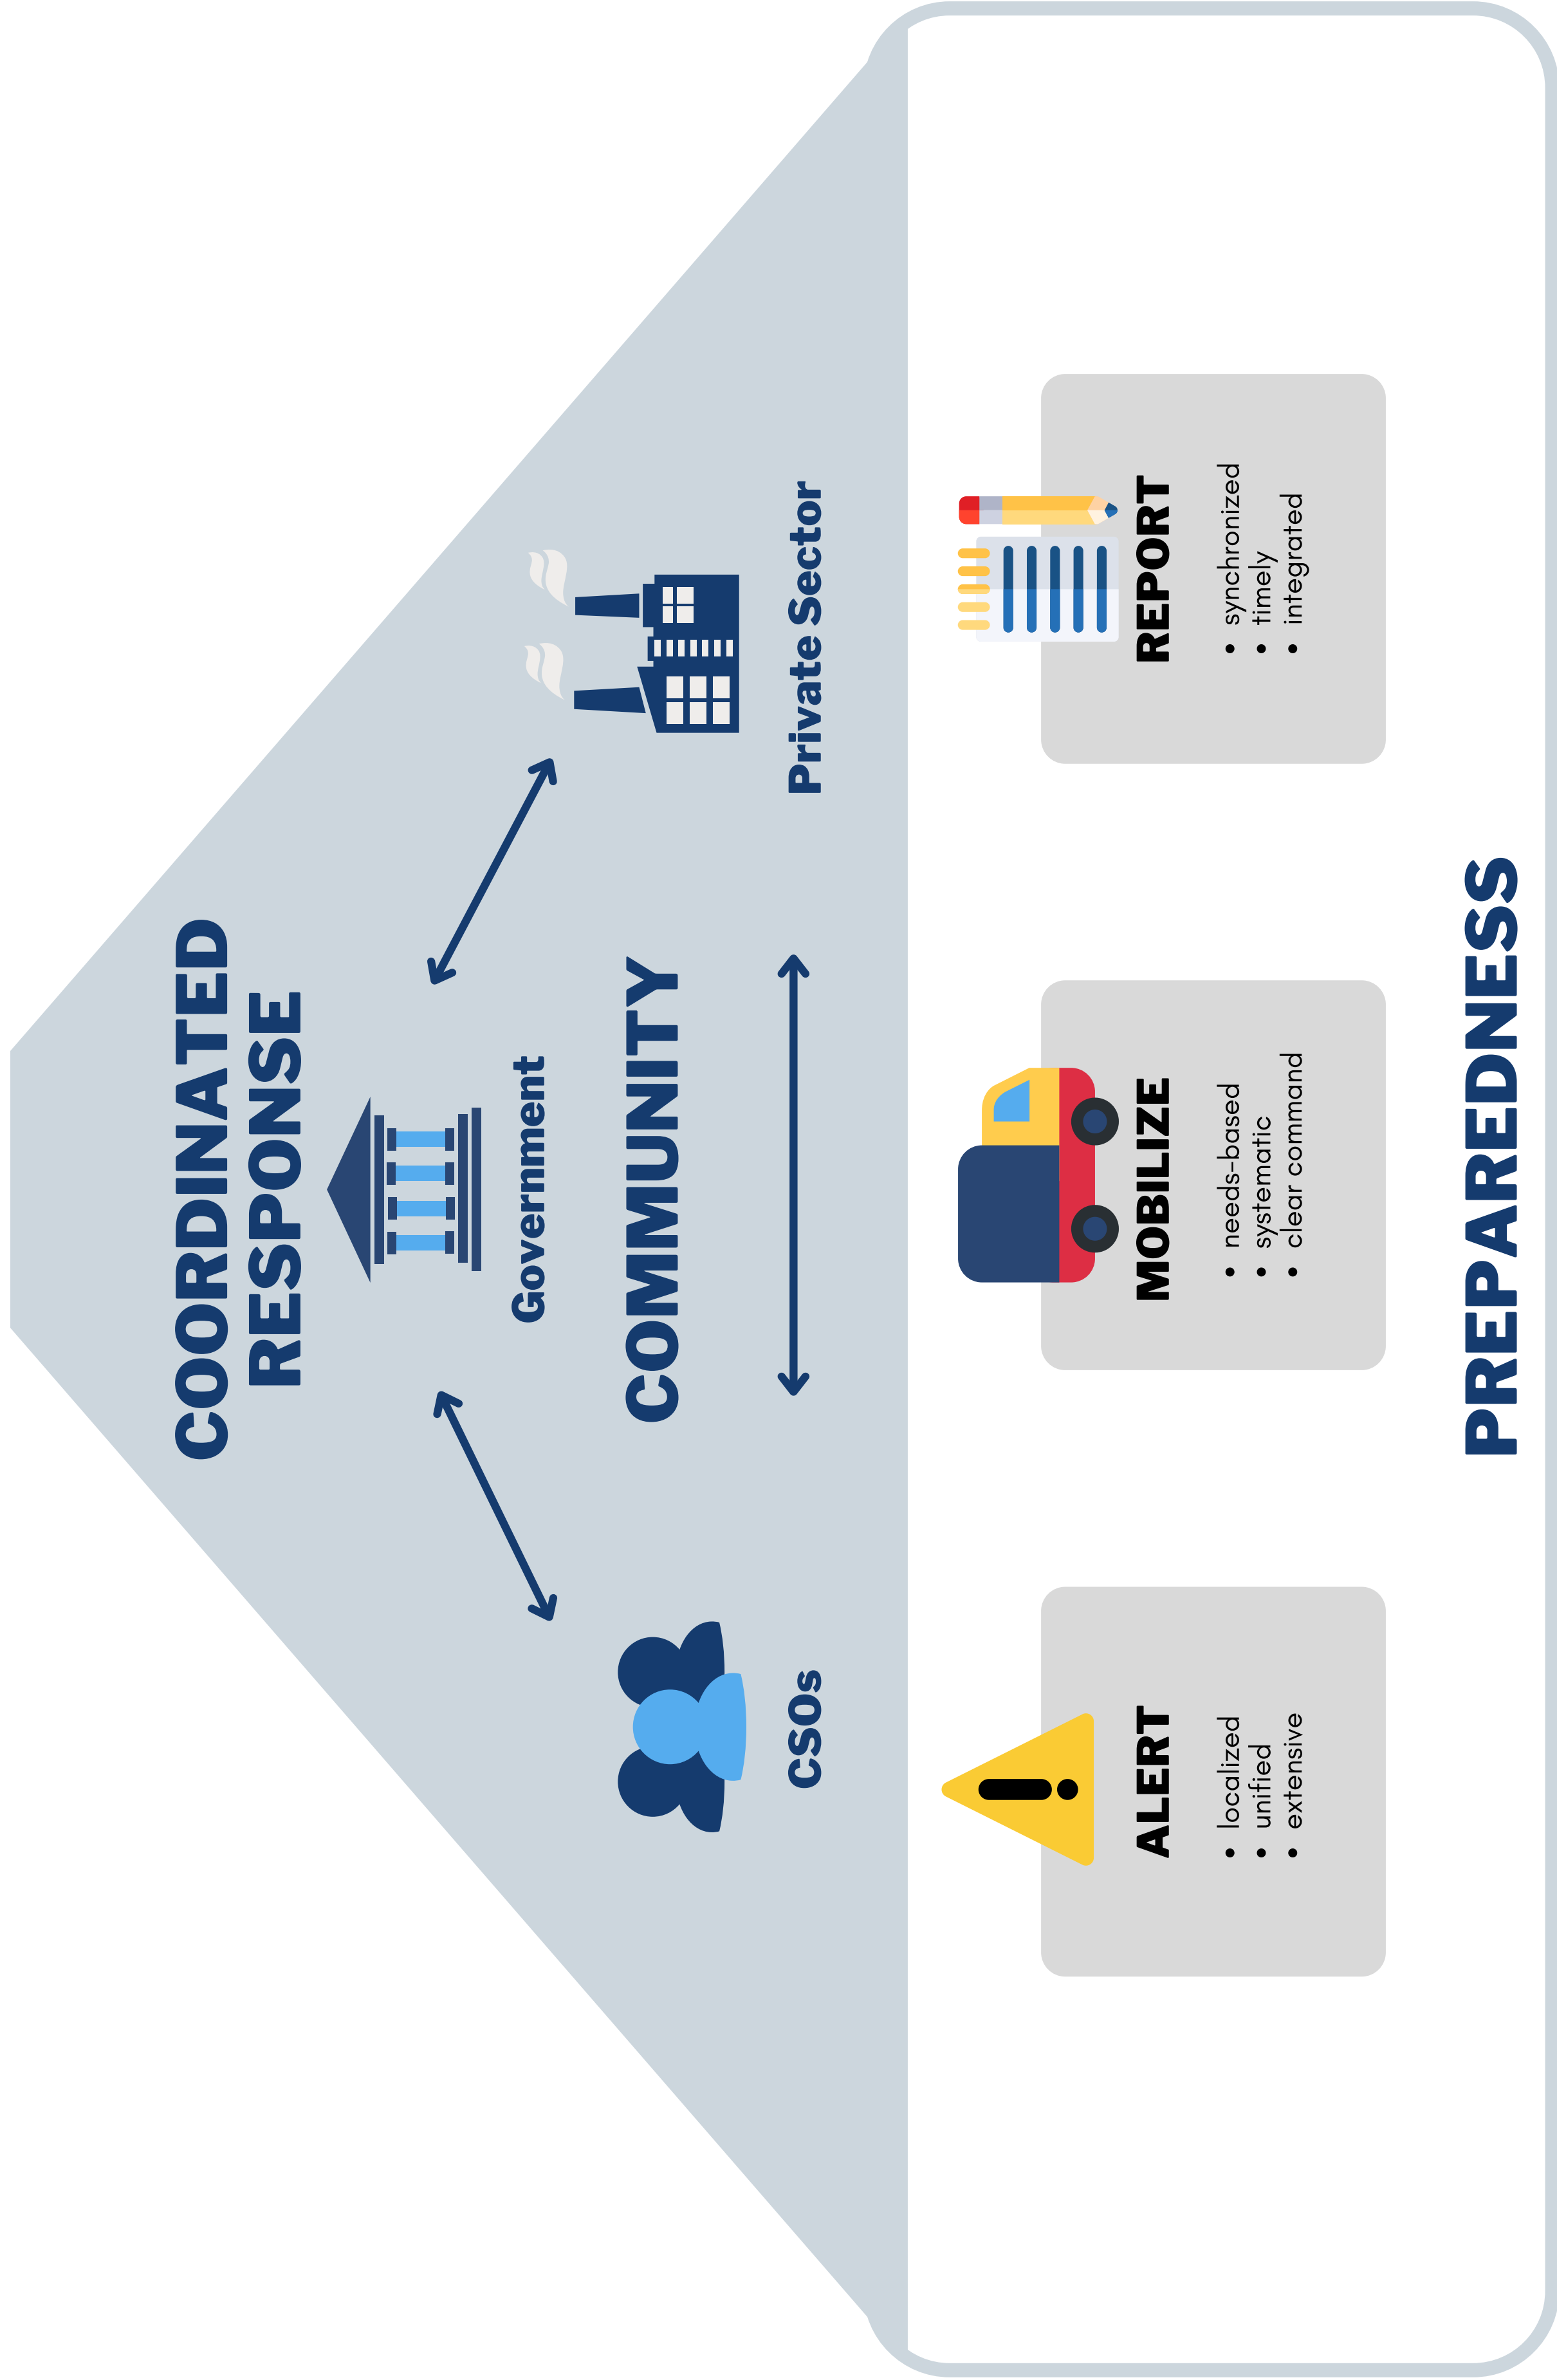 COORDINATED
RESPONSE
Government
COMMUNITY
CSOs
Private Sector
ALERT
• localized
• unified
• extensive
MOBILIZE
• needs-based
• systematic
• clear command
REPORT
• synchronized
• timely
• integrated
PREPAREDNESS